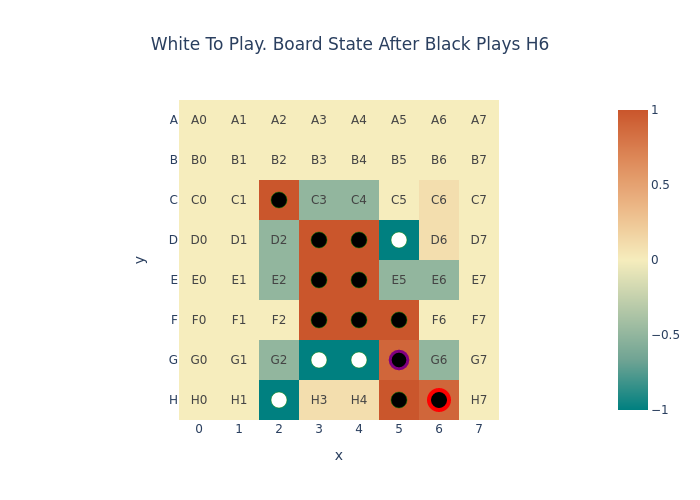 White To Play. Board State After Black Plays H6
A A0 A1 A2 A3 A4 A5 A6 A7
B B0 B1 B2 B3 B4 B5 B6 B7
C C0 C1 C3 C4 C5 C6 C7
D D0 D1 D2 D6 D7
E E0 E1 E2 E5 E6 E7
F F0 F1 F2 F6 F7
G G0 G1 G2 G6 G7
H H0 H1 H3 H4 H7
0 1 2 3 4 5 6 7
x
y
1
0.5
0
−0.5
−1